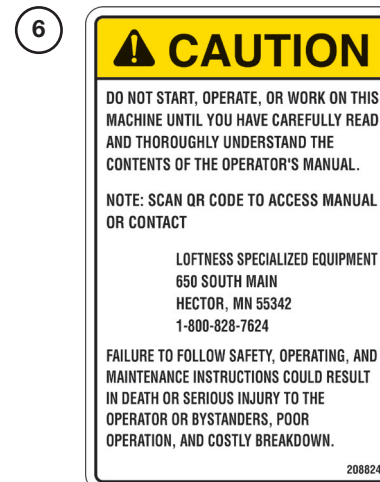 6
CAUTION
DO NOT START, OPERATE, OR WORK ON THIS
MACHINE UNTIL YOU HAVE CAREFULLY READ
AND THOROUGHLY UNDERSTAND THE
CONTENTS OF THE OPERATOR'S MANUAL.
NOTE: SCAN QR CODE TO ACCESS MANUAL
OR CONTACT
LOFTNESS SPECIALIZED EQUIPMENT
650 SOUTH MAIN
HECTOR, MN 55342
1-800-828-7624
FAILURE TO FOLLOW SAFETY, OPERATING, AND
MAINTENANCE INSTRUCTIONS COULD RESULT
IN DEATH OR SERIOUS INJURY TO THE
OPERATOR OR BYSTANDERS, POOR
OPERATION, AND COSTLY BREAKDOWN.
208824